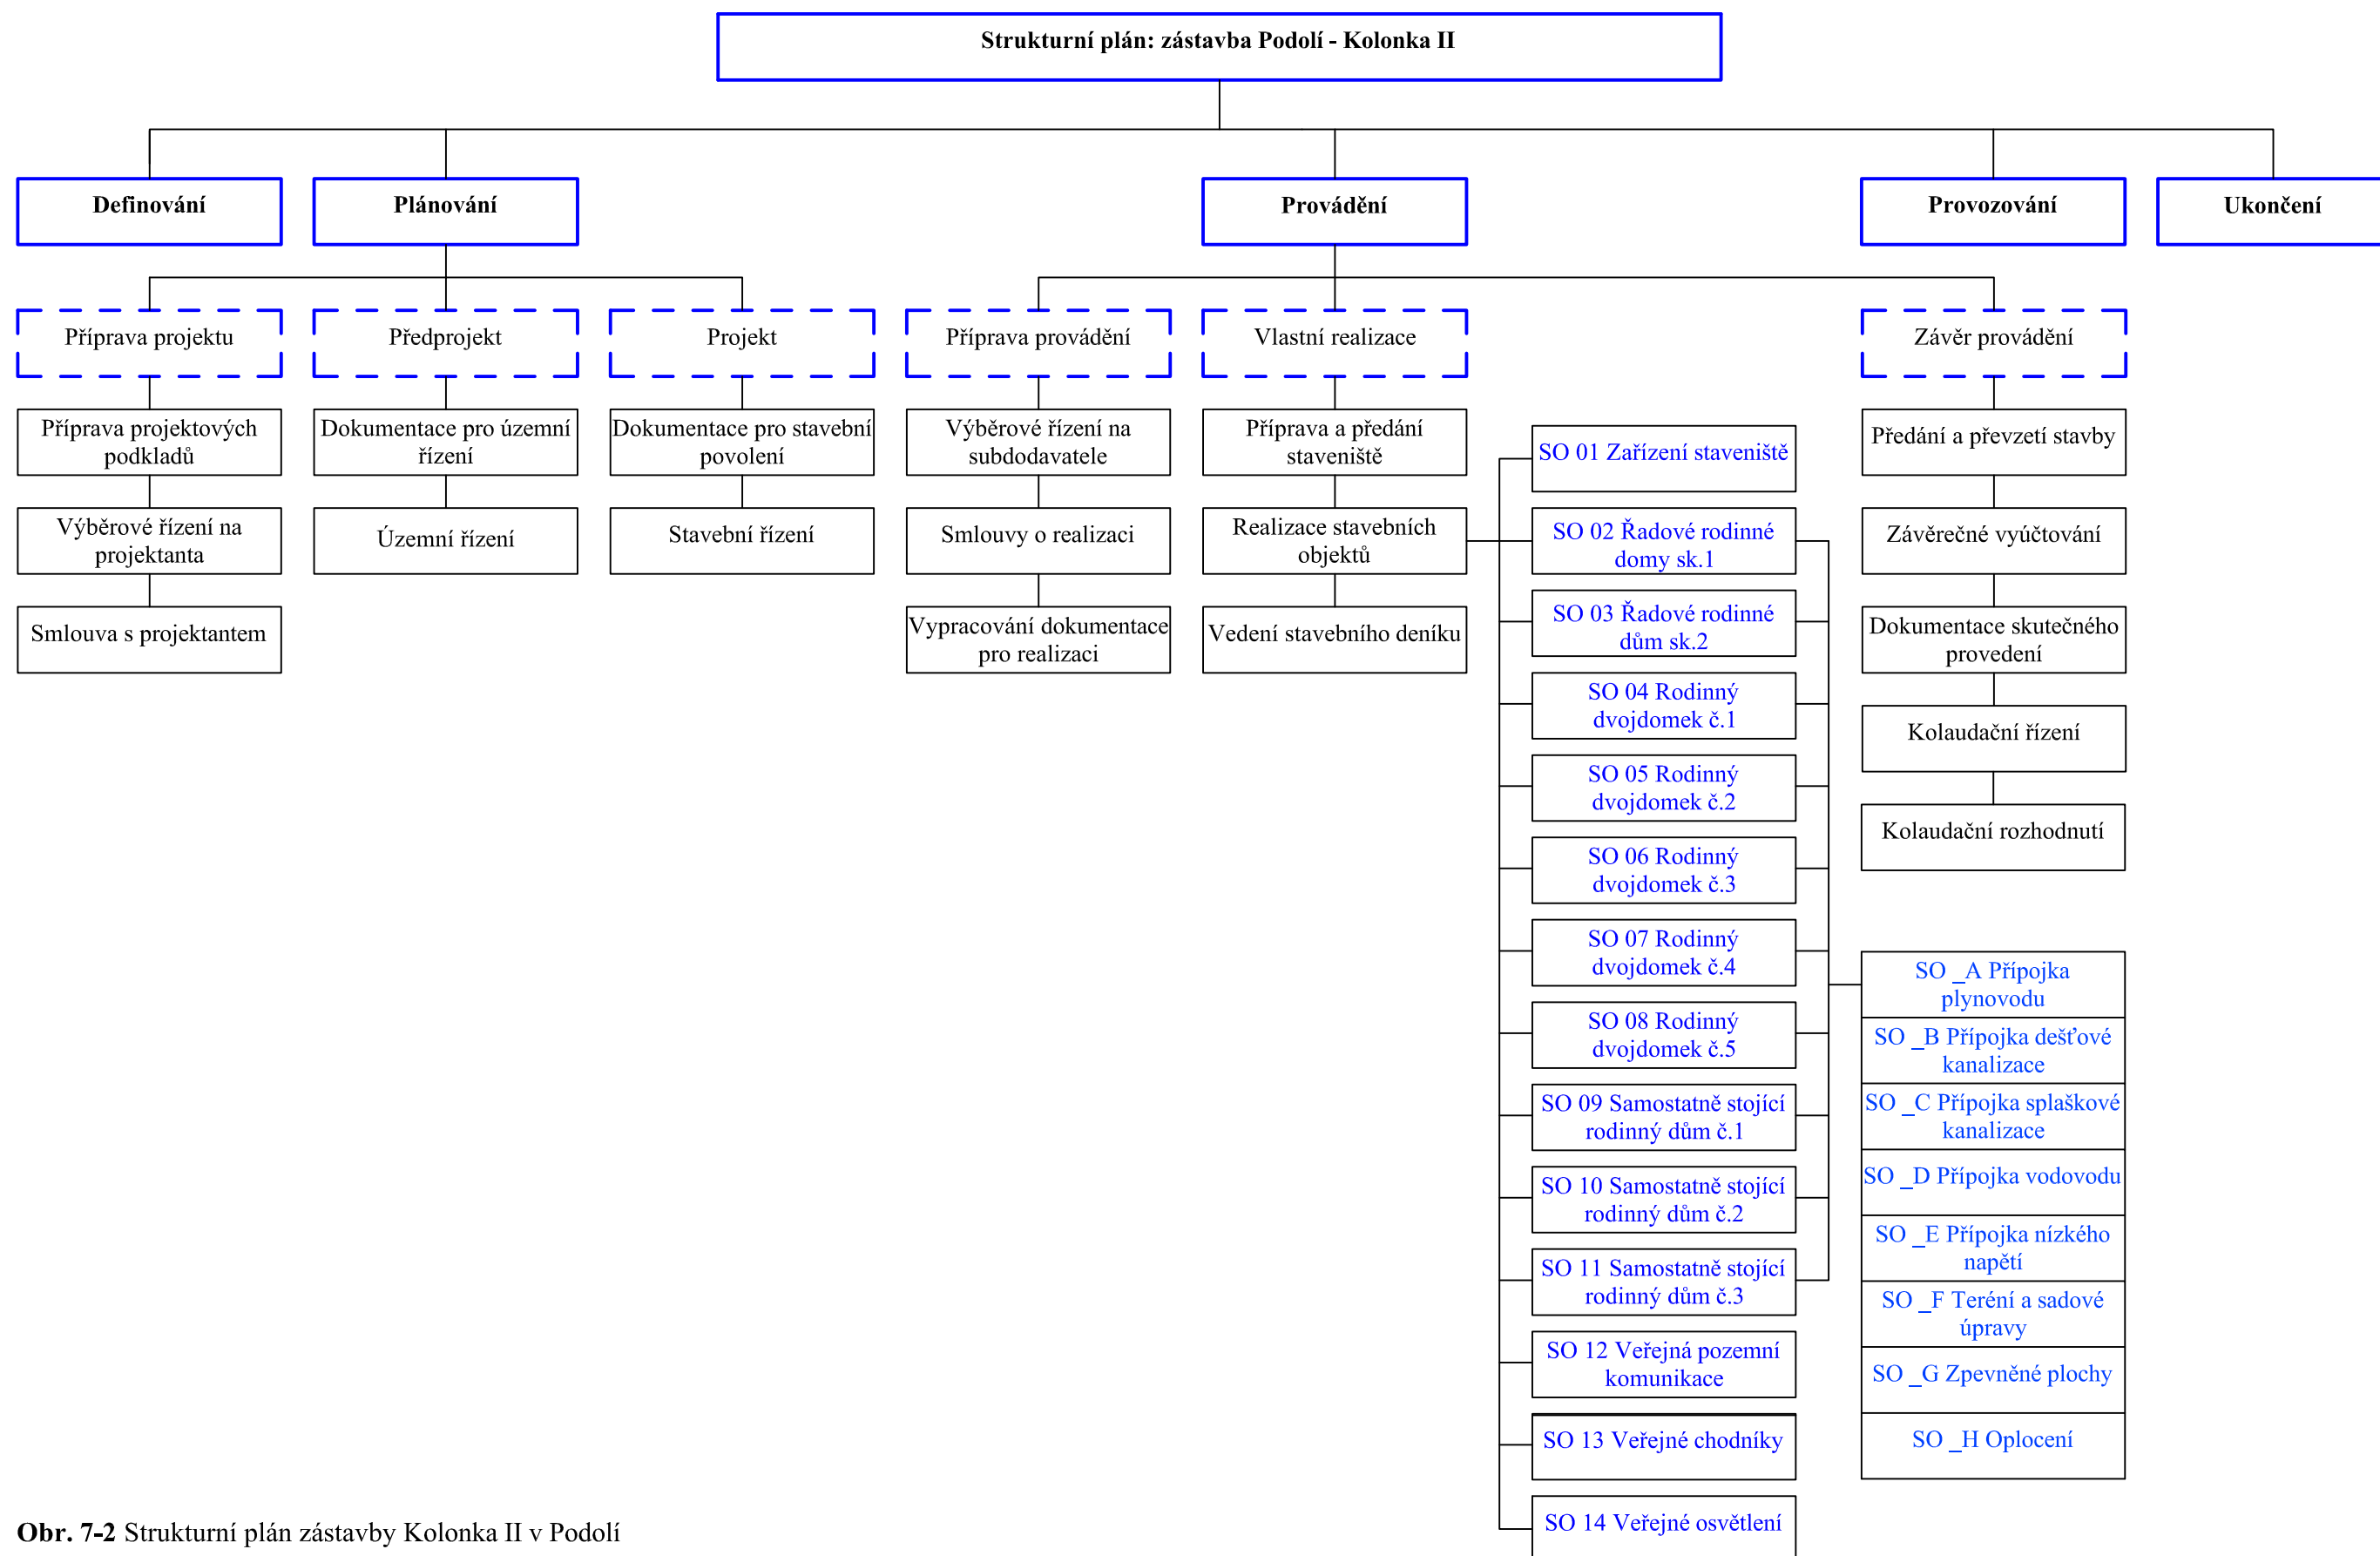 Strukturní plán: zástavba Podolí - Kolonka II
Definování
Plánování
Provádění
Provozování
Ukončení
Příprava projektu
Předprojekt
Projekt
Příprava provádění
Vlastní realizace
Závěr provádění
Příprava projektových
podkladů
Výběrové řízení na
projektanta
Smlouva s projektantem
Dokumentace pro územní
řízení
Územní řízení
Dokumentace pro stavební
povolení
Stavební řízení
Výběrové řízení na
subdodavatele
Smlouvy o realizaci
Vypracování dokumentace
pro realizaci
Příprava a předání
staveniště
Realizace stavebních
objektů
Vedení stavebního deníku
SO 01 Zařízení staveniště
SO 02 Řadové rodinné
domy sk.1
SO 03 Řadové rodinné
dům sk.2
SO 04 Rodinný
dvojdomek č.1
SO 05 Rodinný
dvojdomek č.2
SO 06 Rodinný
dvojdomek č.3
SO 07 Rodinný
dvojdomek č.4
SO 08 Rodinný
dvojdomek č.5
SO 09 Samostatně stojící
rodinný dům č.1
SO 10 Samostatně stojící
rodinný dům č.2
SO 11 Samostatně stojící
rodinný dům č.3
SO 12 Veřejná pozemní
komunikace
SO 13 Veřejné chodníky
SO 14 Veřejné osvětlení
Předání a převzetí stavby
Závěrečné vyúčtování
Dokumentace skutečného
provedení
Kolaudační řízení
Kolaudační rozhodnutí
SO _A Přípojka
plynovodu
SO _B Přípojka dešťové
kanalizace
SO _C Přípojka splaškové
kanalizace
SO _D Přípojka vodovodu
SO _E Přípojka nízkého
napětí
SO _F Teréní a sadové
úpravy
SO _G Zpevněné plochy
SO _H Oplocení
Obr. 7-2 Strukturní plán zástavby Kolonka II v Podolí